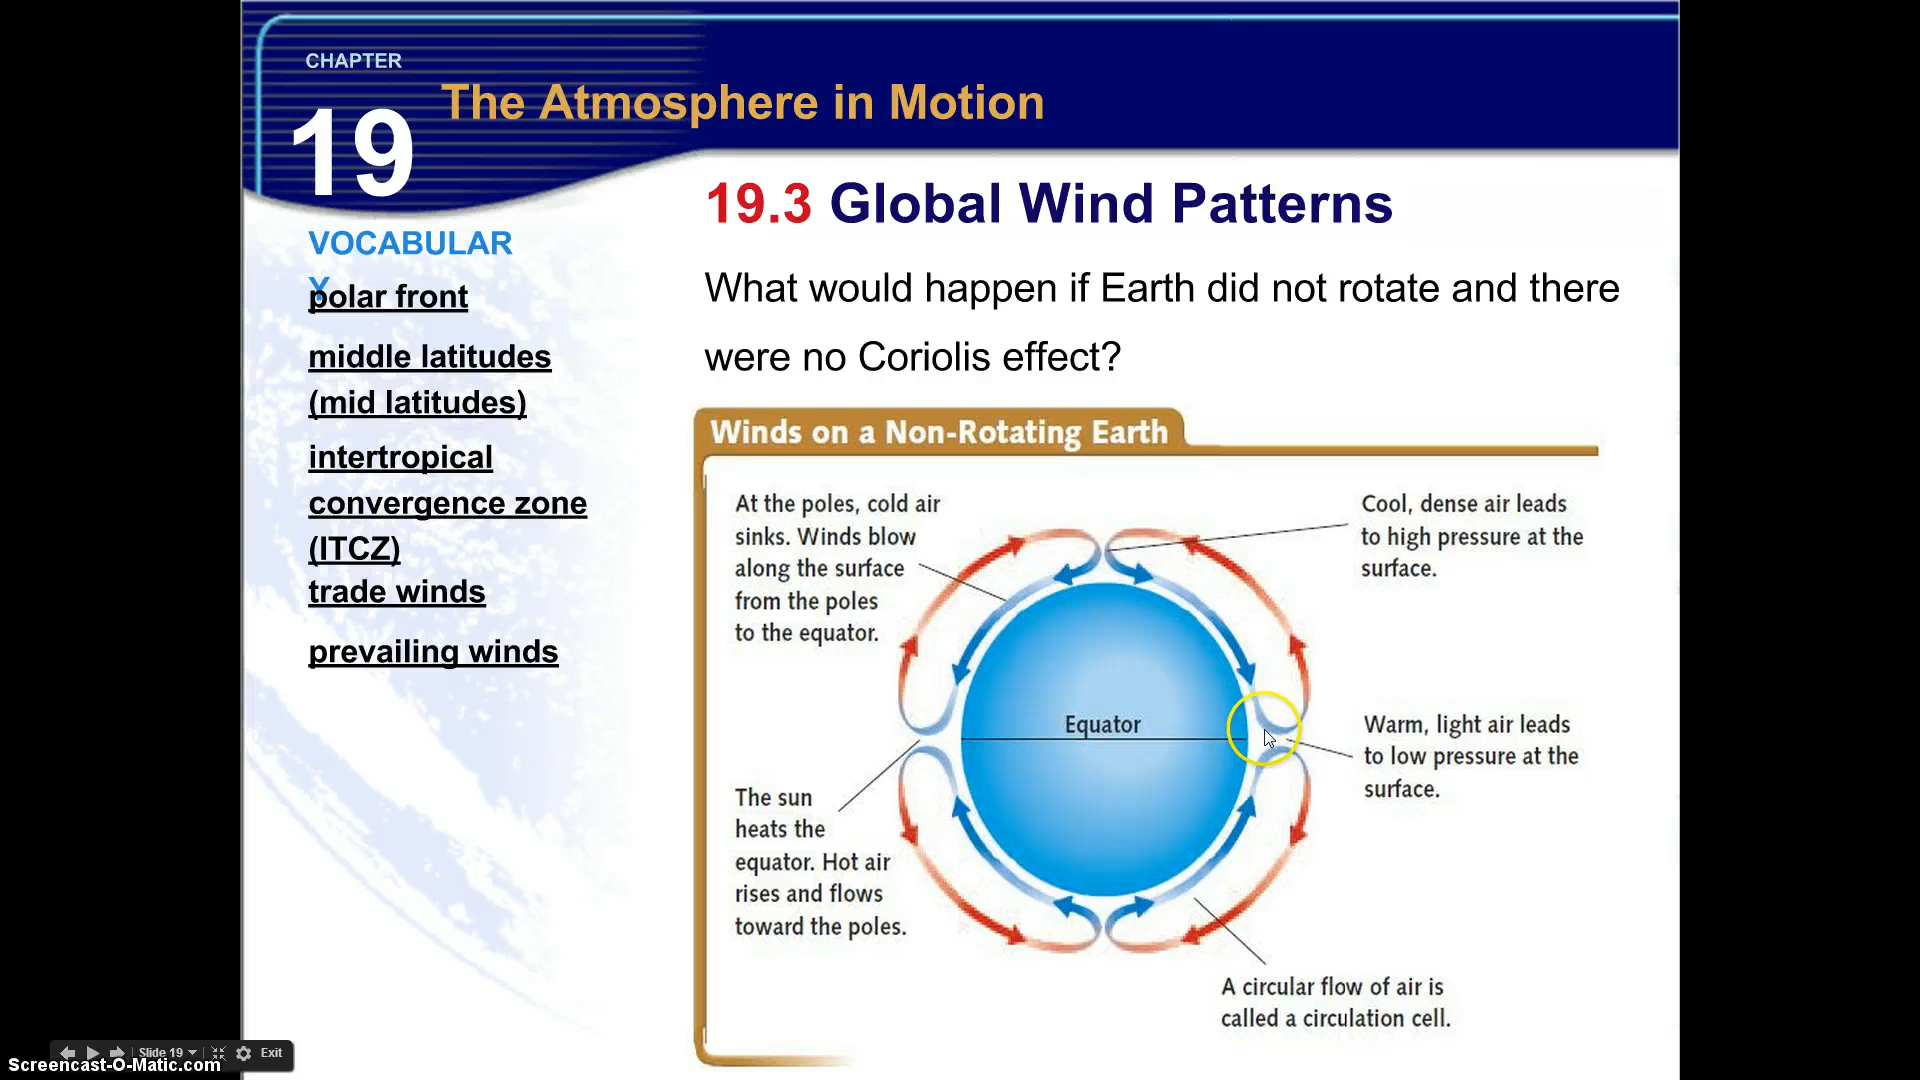 CHAPTER
19
The Atmosphere in Motion
19.3 Global Wind Patterns
VOCABULAR
Y
polar front
middle latitudes
(mid latitudes)
intertropical
convergence zone
(ITCZ)
trade winds
prevailing winds
What would happen if Earth did not rotate and there
were no Coriolis effect?
Winds on a Non-Rotating Earth
At the poles, cold air
sinks. Winds blow
along the surface
from the poles
to the equator.
Cool, dense air leads
to high pressure at the
surface.
Equator
Warm, light air leads
to low pressure at the
surface.
The sun
heats the
equator. Hot air
rises and flows
toward the poles.
A circular flow of air is
called a circulation cell.
Slide 19
Exit
Screencast-O-Matic.com